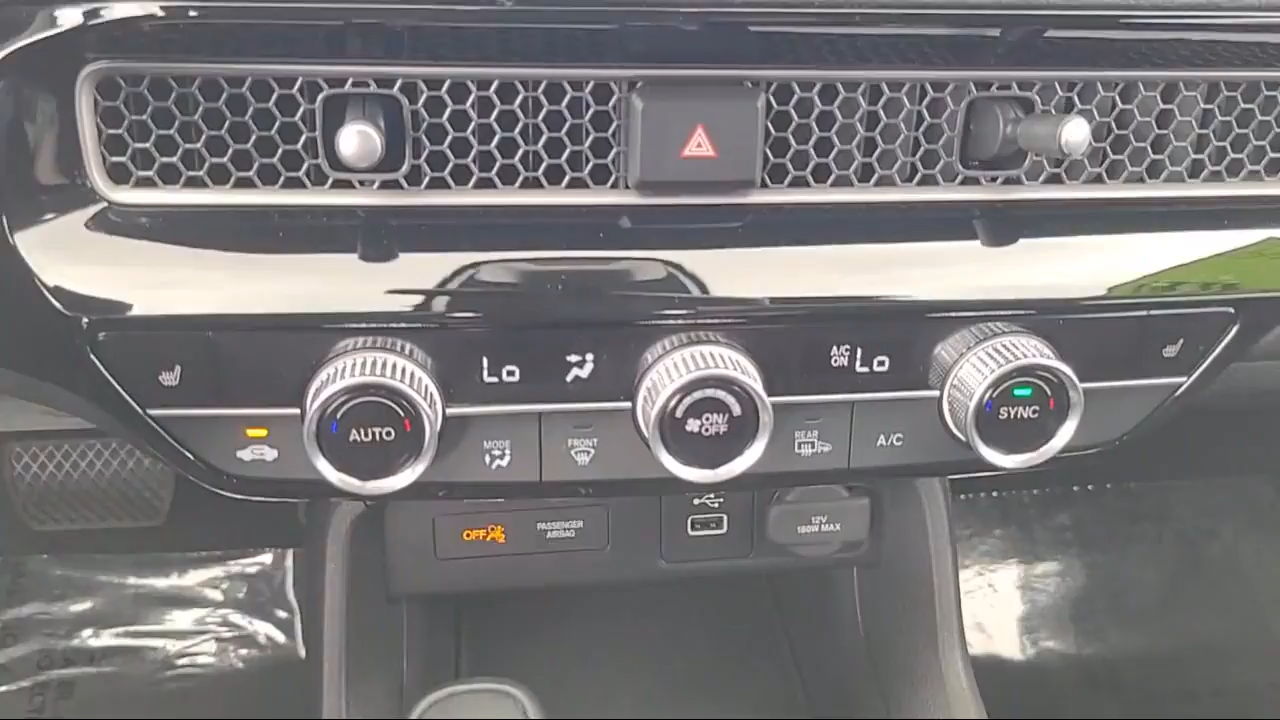 Lo
A/C
ON
Lo
AUTO
ON/
OFF
SYNC
MODE
FRONT
REAR
A/C
OFF
PASSENGER
AIRBAG
12V
180W MAX